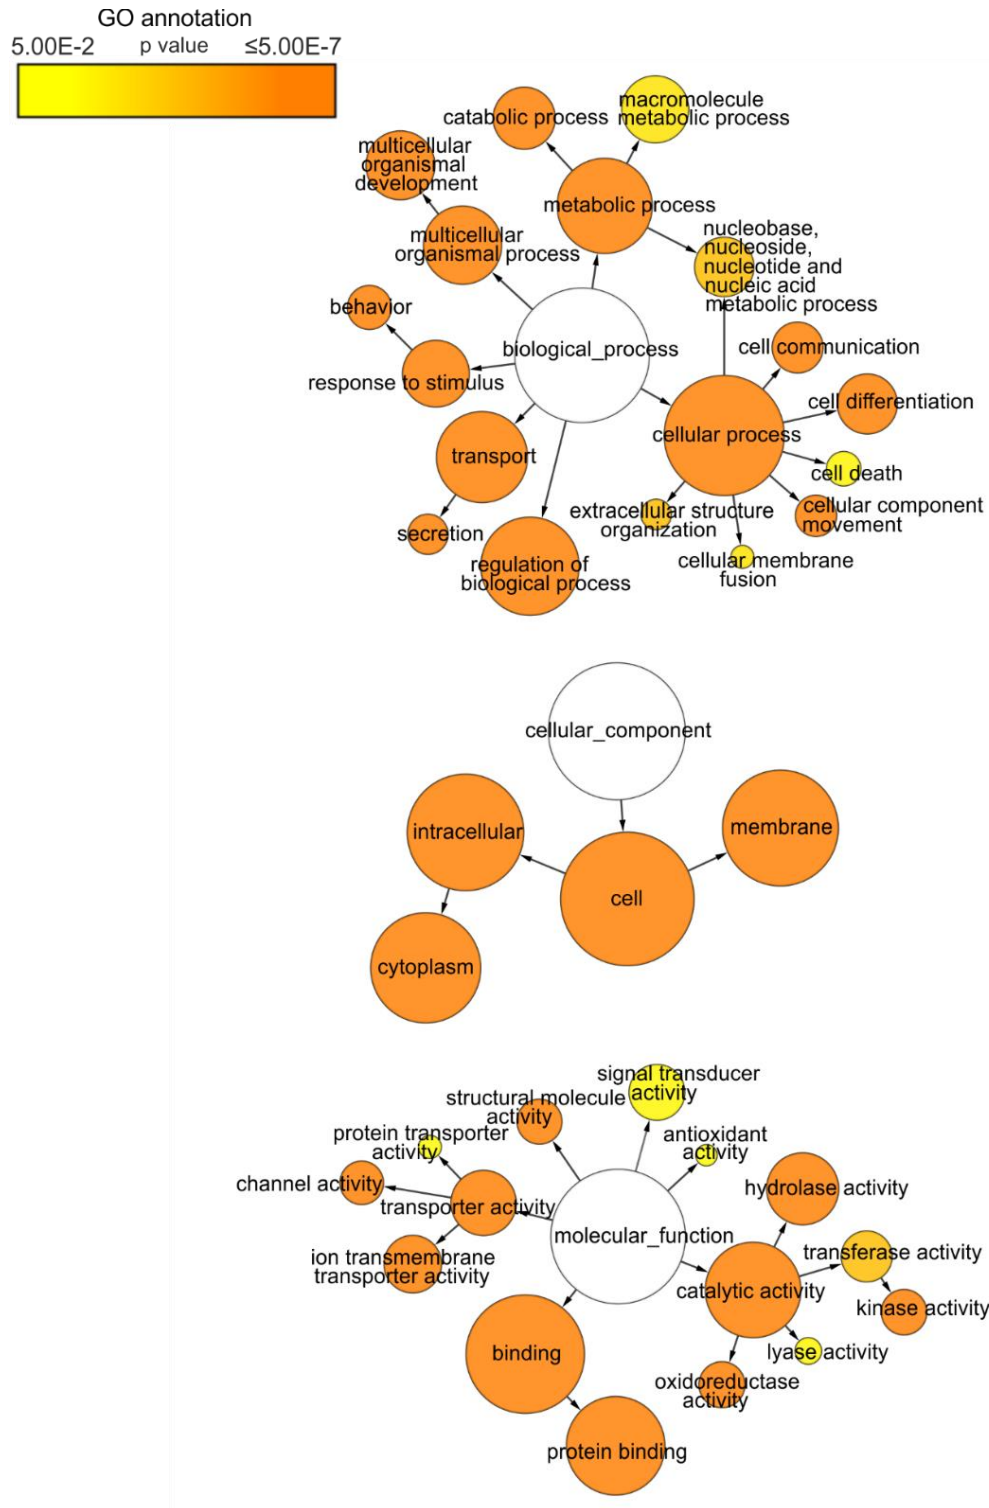 GO annotation
5.00E-2 p value ≤5.00E-7
macromolecule
metabolic process
catabolic process
multicellular
organismal
development
metabolic process
multicellular
organismal process
nucleobase,
nucleoside,
nucleotide and
nucleic acid
metabolic process
behavior
biological_process
cell communication
response to stimulus
cell differentiation
cellular process
transport
cell death
extracellular structure
organization
cellular component
movement
secretion
cellular membrane
fusion
regulation of
biological process
cellular_component
intracellular
membrane
cell
cytoplasm
signal transducer
activity
structural molecule
activity
protein transporter
activity
antioxidant
activity
channel activity
transporter activity
hydrolase activity
molecular_function
ion transmembrane
transporter activity
transferase activity
catalytic activity
kinase activity
binding
lyase activity
oxidoreductase
activity
protein binding